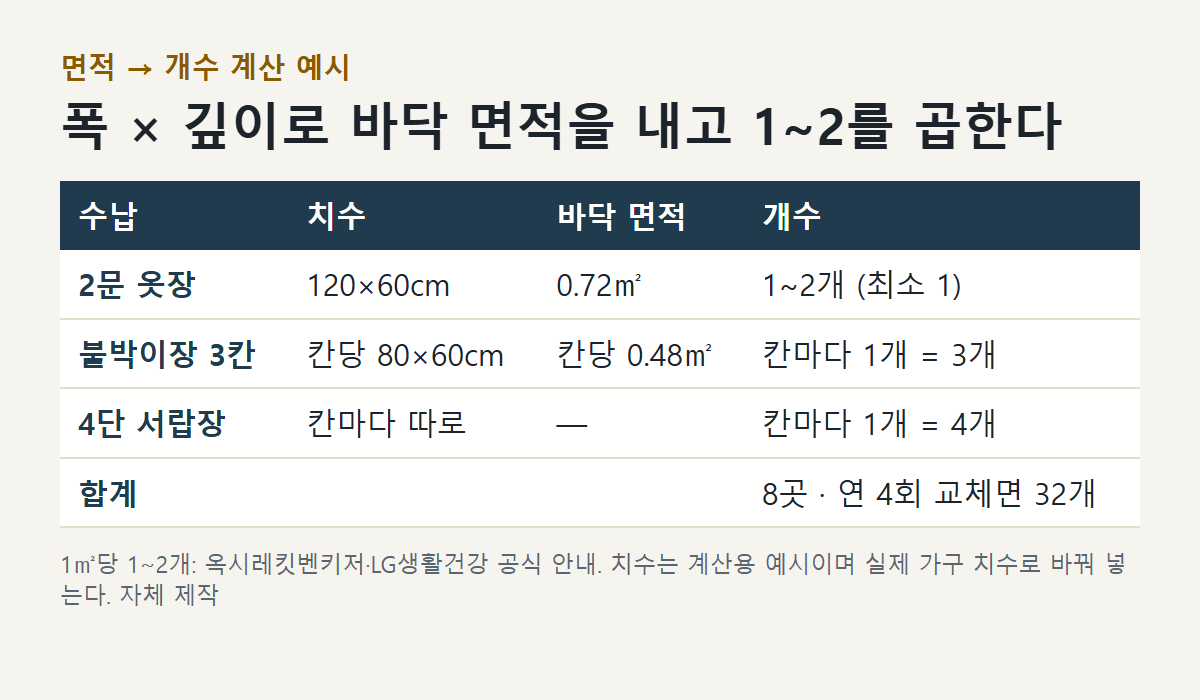 면적 → 개수 계산 예시
폭 × 깊이로 바닥 면적을 내고 1~2를 곱한다
수납 치수 바닥 면적 개수
2문 옷장 120×60cm 0.72㎡ 1~2개 (최소 1)
붙박이장 3칸 칸당 80×60cm 칸당 0.48㎡ 칸마다 1개 = 3개
4단 서랍장 칸마다 따로 — 칸마다 1개 = 4개
합계 8곳 · 연 4회 교체면 32개
1㎡당 1~2개: 옥시레킷벤키저·LG생활건강 공식 안내. 치수는 계산용 예시이며 실제 가구 치수로 바꿔 넣
는다. 자체 제작